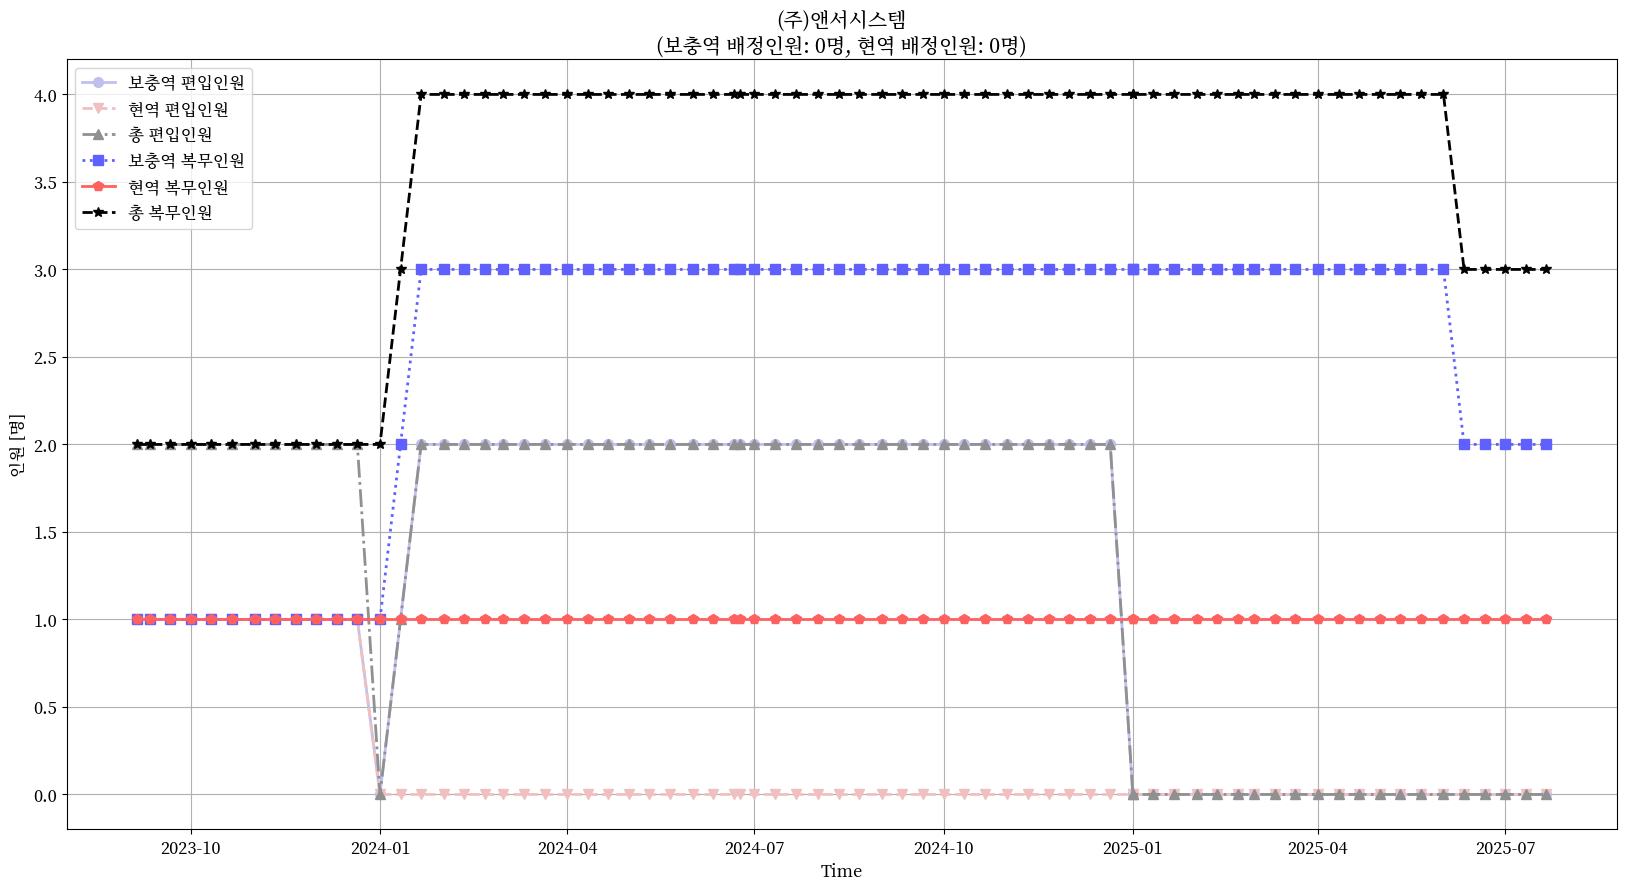 (주)앤서시스템
(보충역 배정인원: 0명, 현역 배정인원: 0명)
보충역 편입인원
현역 편입인원
총 편입인원
보충역 복무인원
현역 복무인원
총 복무인원
인원 [명]
4.0
3.5
3.0
2.5
2.0
1.5
1.0
0.5
0.0
2023-10
2024-01
2024-04
2024-07
2024-10
2025-01
2025-04
2025-07
Time